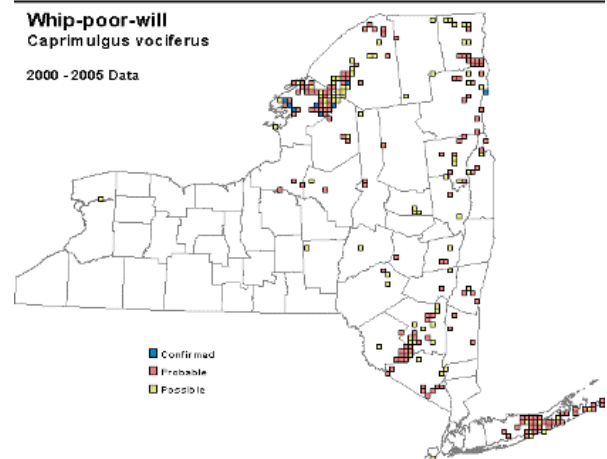 Whip-poor-will
Caprimulgus vociferus
2000 - 2005 Data
Confirmed
Probable
Possible